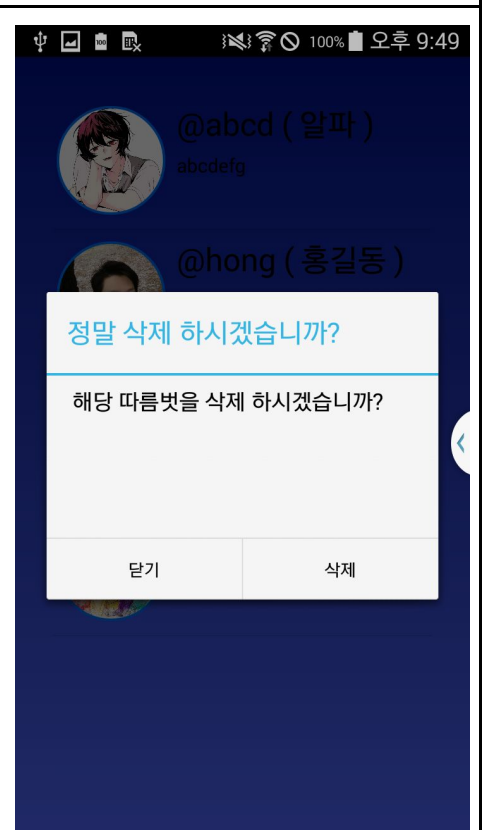 100% 오후 9:49
@abcd ( 알파 )
abcdefg
@hong ( 홍길동 )
정말 삭제 하시겠습니까?
해당 따름벗을 삭제 하시겠습니까?
닫기 삭제